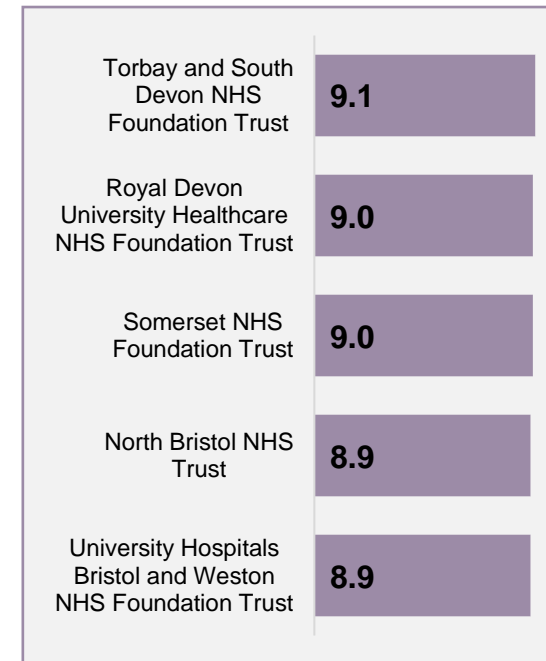 Torbay and South
Devon NHS
Foundation Trust
9.1
Royal Devon
University Healthcare
NHS Foundation Trust
9.0
Somerset NHS
Foundation Trust
9.0
North Bristol NHS
Trust
8.9
University Hospitals
Bristol and Weston
NHS Foundation Trust
8.9